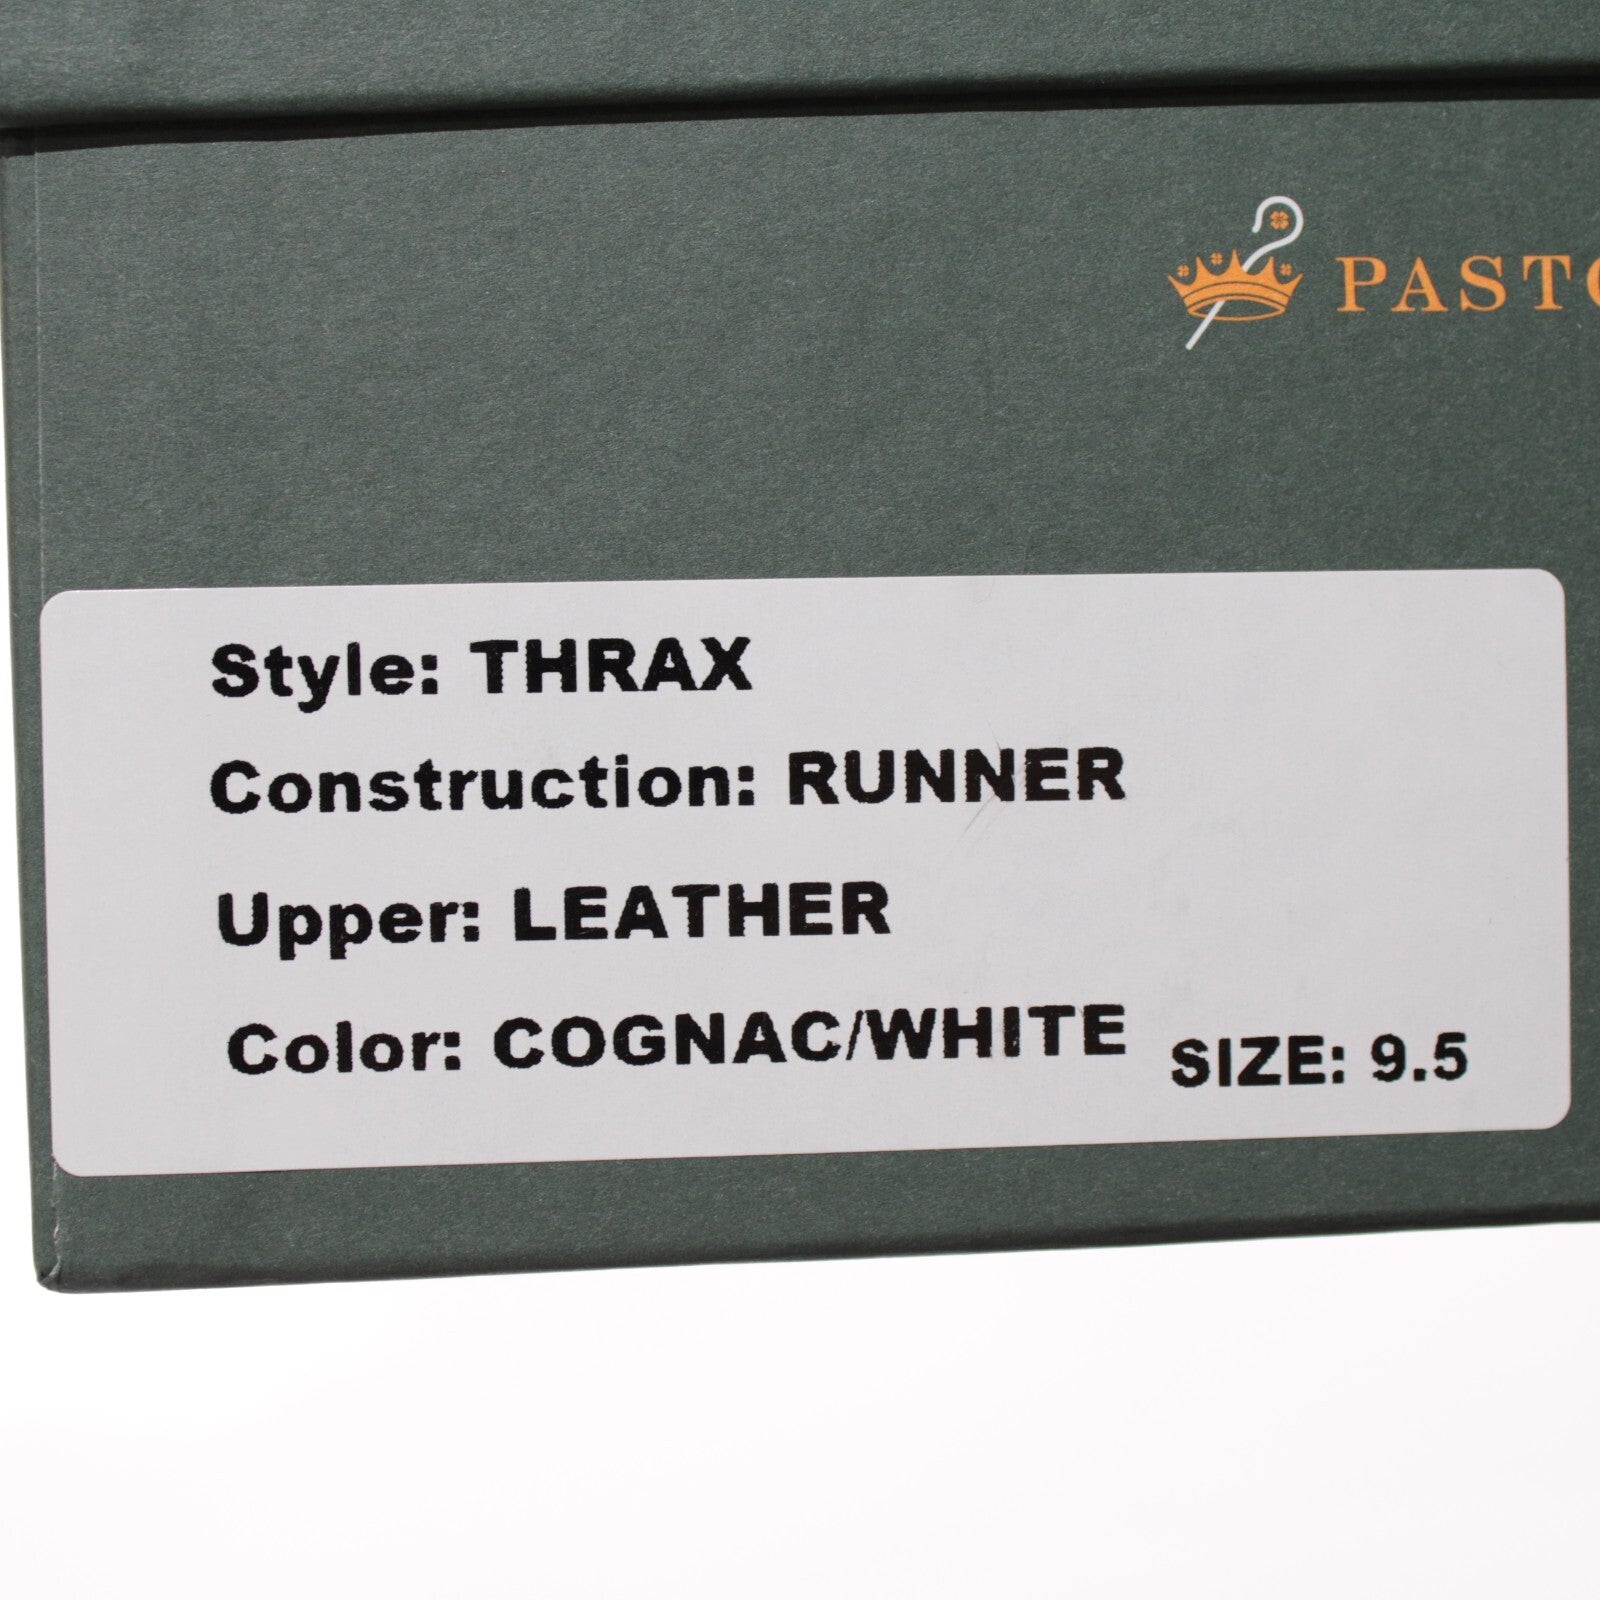 PASTO
Style: THRAX
Construction: RUNNER
Upper: LEATHER
Color: COGNAC/WHITE
SIZE: 9.5